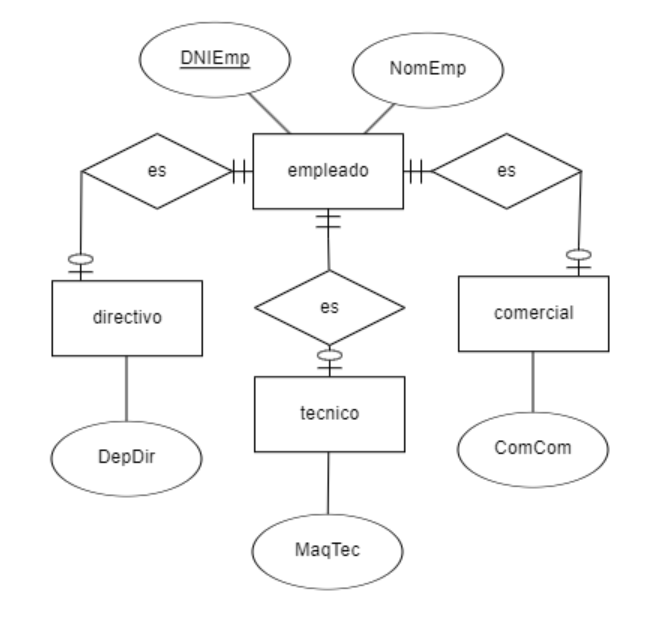 DNIEmp
NomEmp
es
empleado
es
directivo
es
comercial
tecnico
DepDir
ComCom
MaqTec